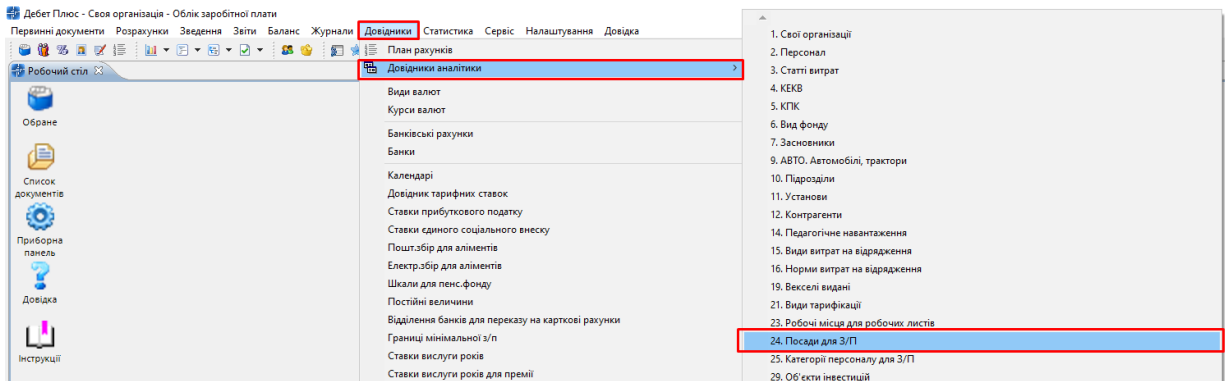 Дебет Плюс - Своя організація - Облік заробітної плати
Первинні документи Розрахунки Зведення Звіти Баланс Журнали Довідники Статистика Сервіс Налаштування Довідка
Робочий стіл
Обране
Список
документів
Приборна
панель
Довідка
Інструкції
План рахунків
Довідники аналітики
Види валют
Курси валют
Банківські рахунки
Банки
Календарі
Довідник тарифних ставок
Ставки прибуткового податку
Ставки єдиного соціального внеску
Пошт.збір для аліментів
Електр.збір для аліментів
Шкали для пенс.фонду
Постійні величини
Відділення банків для переказу на карткові рахунки
Границі мінімальної з/п
Ставки вислуги років
Ставки вислуги років для премії
1. Свої організації
2. Персонал
3. Статті витрат
4. КЕКВ
5. КПК
6. Вид фонду
7. Засновники
9. АВТО. Автомобілі, трактори
10. Підрозділи
11. Установи
12. Контрагенти
14. Педагогічне навантаження
15. Види витрат на відрядження
16. Норми витрат на відрядження
19. Векселі видані
21. Види тарифікації
23. Робочі місця для робочих листів
24. Посади для З/П
25. Категорії персоналу для З/П
29. Об'єкти інвестицій